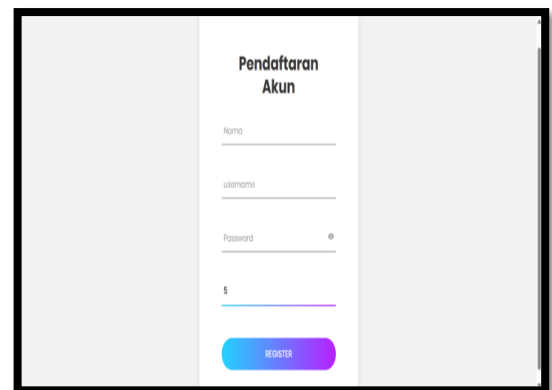 Pendaftaran
Akun
Nama
username
Password
5
REGISTER